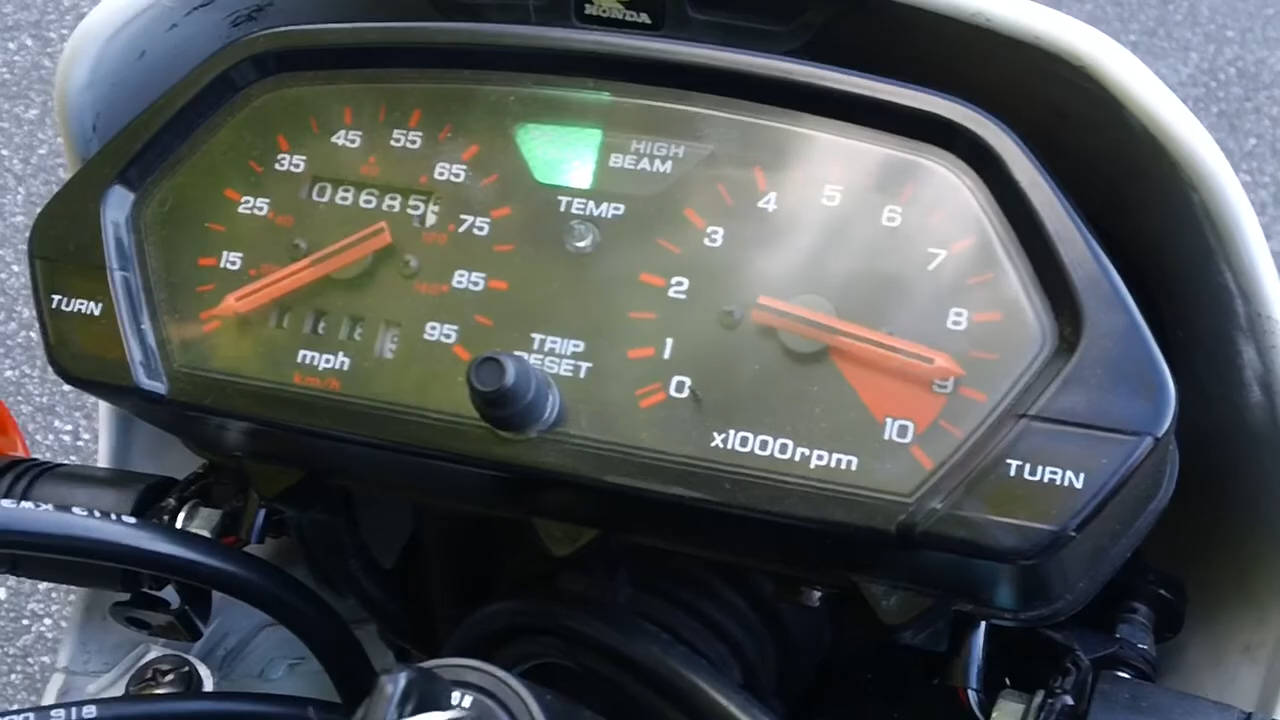 HONDA
45 55
35 65
25 08685 75
15 85
95
mph
km/h
TURN
HIGH
BEAM
TEMP
TRIP
RESET
4 5 6
3 7
2 8
1 9
0 10
x1000rpm
TURN
918